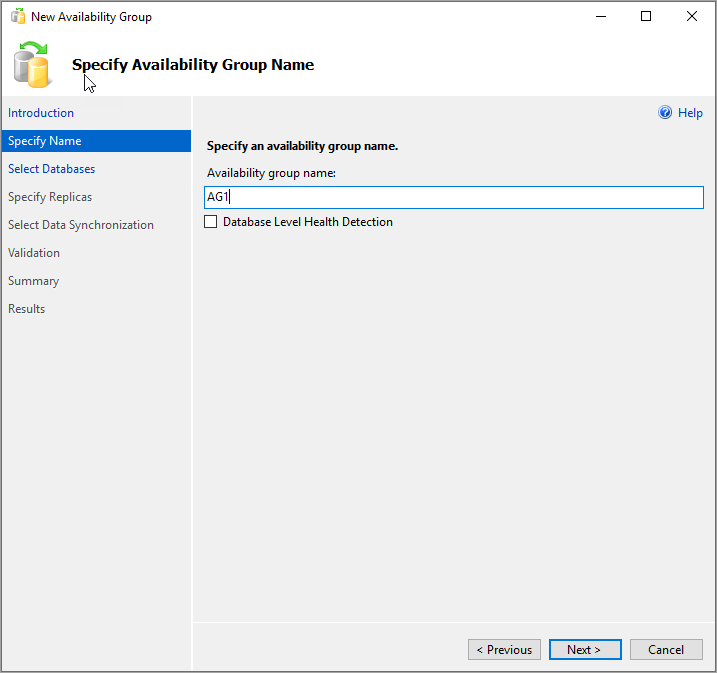 New Availability Group
Specify Availability Group Name
Introduction
Help
Specify Name
Specify an availability group name.
Select Databases
Availability group name:
Specify Replicas
AG1
Select Data Synchronization
Database Level Health Detection
Validation
Summary
Results
< Previous
Next >
Cancel